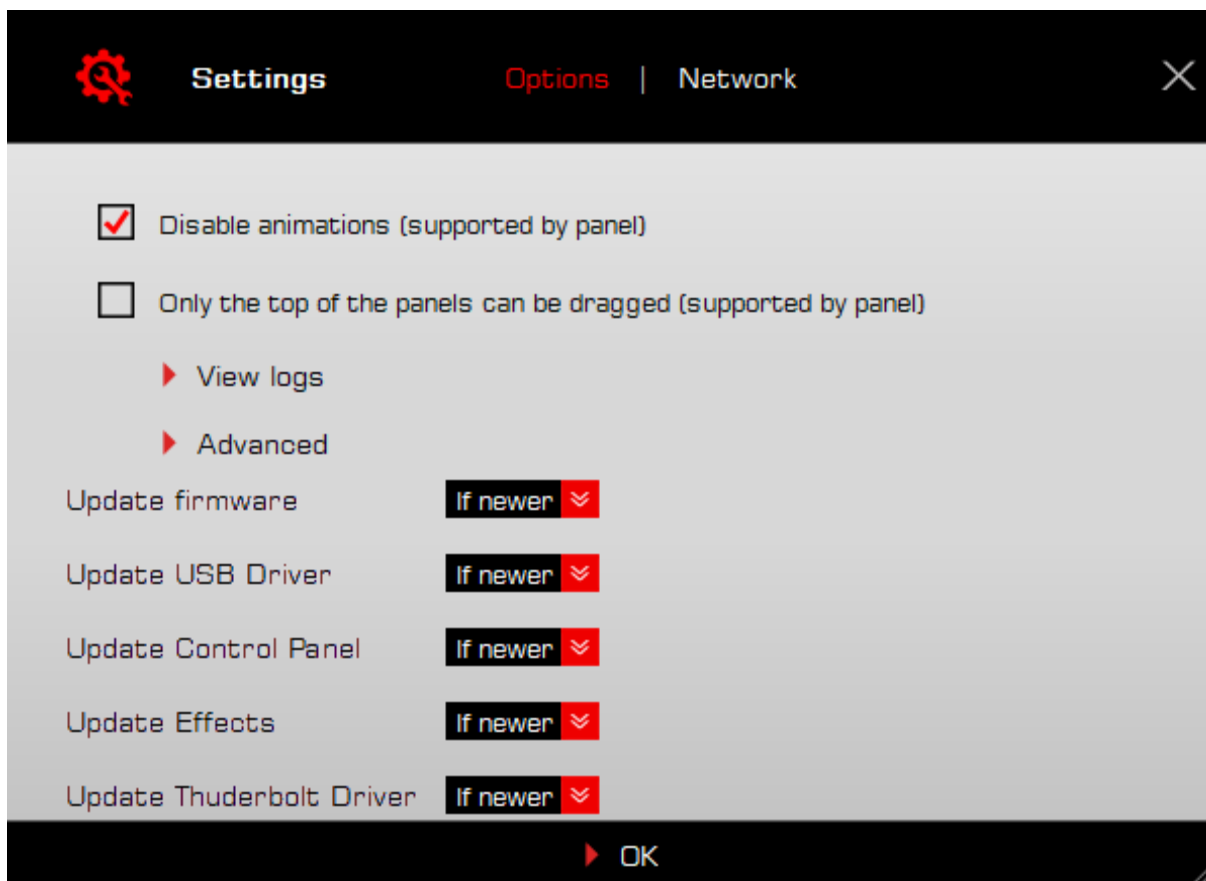 Settings Options | Network
Disable animations (supported by panel)
Only the top of the panels can be dragged (supported by panel)
View logs
Advanced
Update firmware If newer
Update USB Driver If newer
Update Control Panel If newer
Update Effects If newer
Update Thuderbolt Driver If newer
OK